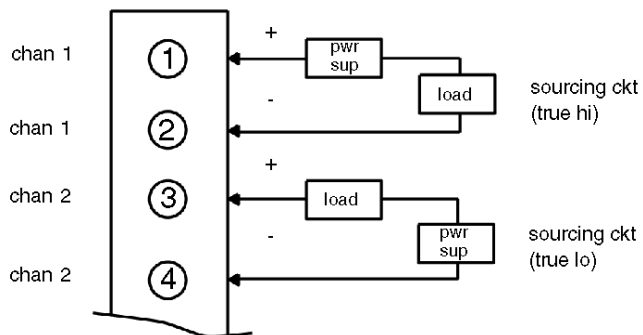 chan 1 1 + pwr sup
- load sourcing ckt (true hi)
chan 1 2
chan 2 3 + load
- pwr sup sourcing ckt (true lo)
chan 2 4